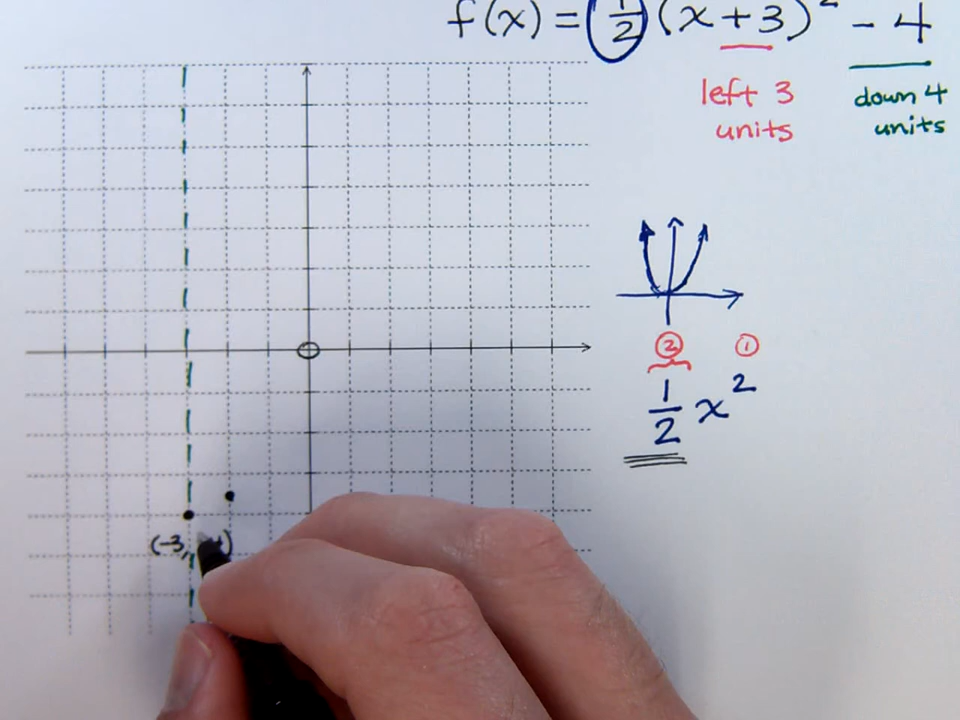 f(x) = 1/2 (x + 3)² - 4
left 3 units
down 4 units
② ①
1/2 x²
(-3,